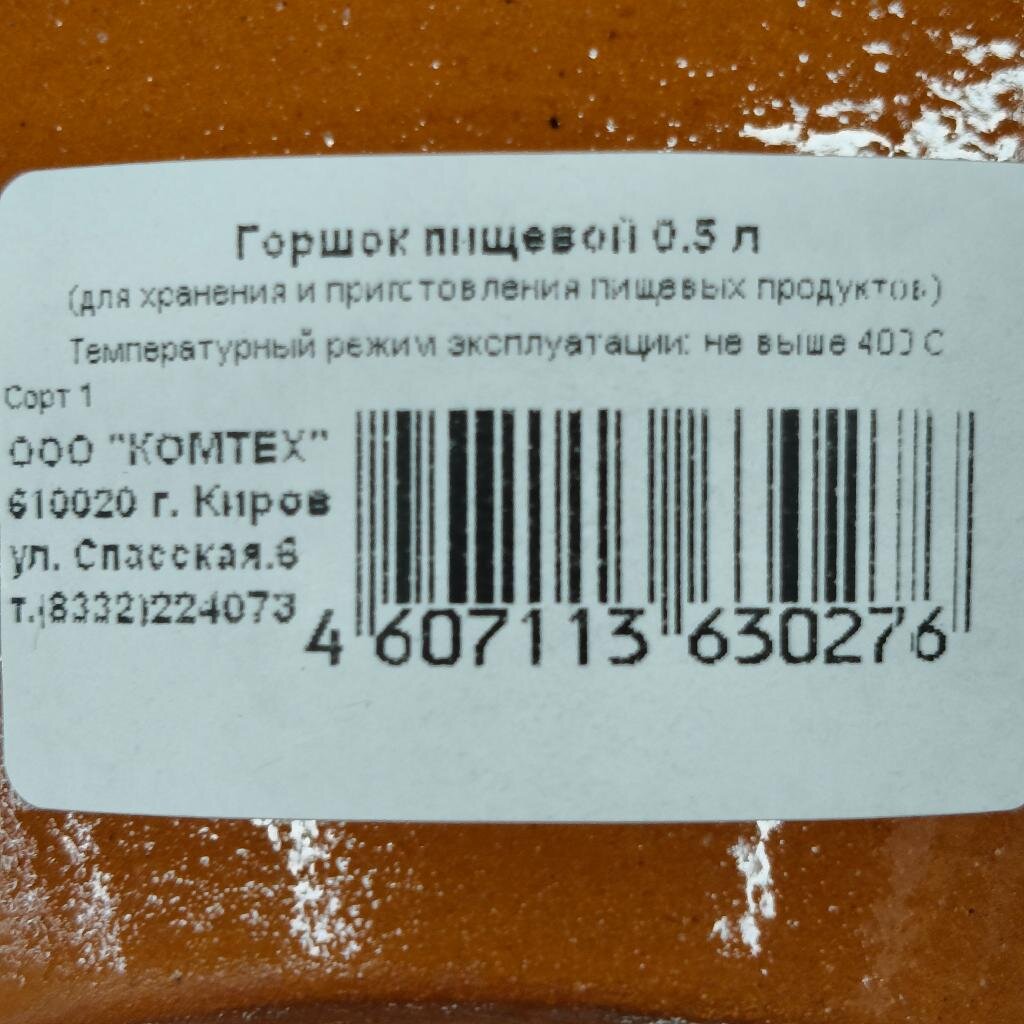 Горшок пищевой 0.5 л
(для хранения и приготовления пищевых продуктов)
Температурный режим эксплуатации: не выше 400 С
Сорт 1
ООО "КОМТЕХ"
610020 г. Киров
ул. Спасская.6
т.(8332)224073
4 607113 630276